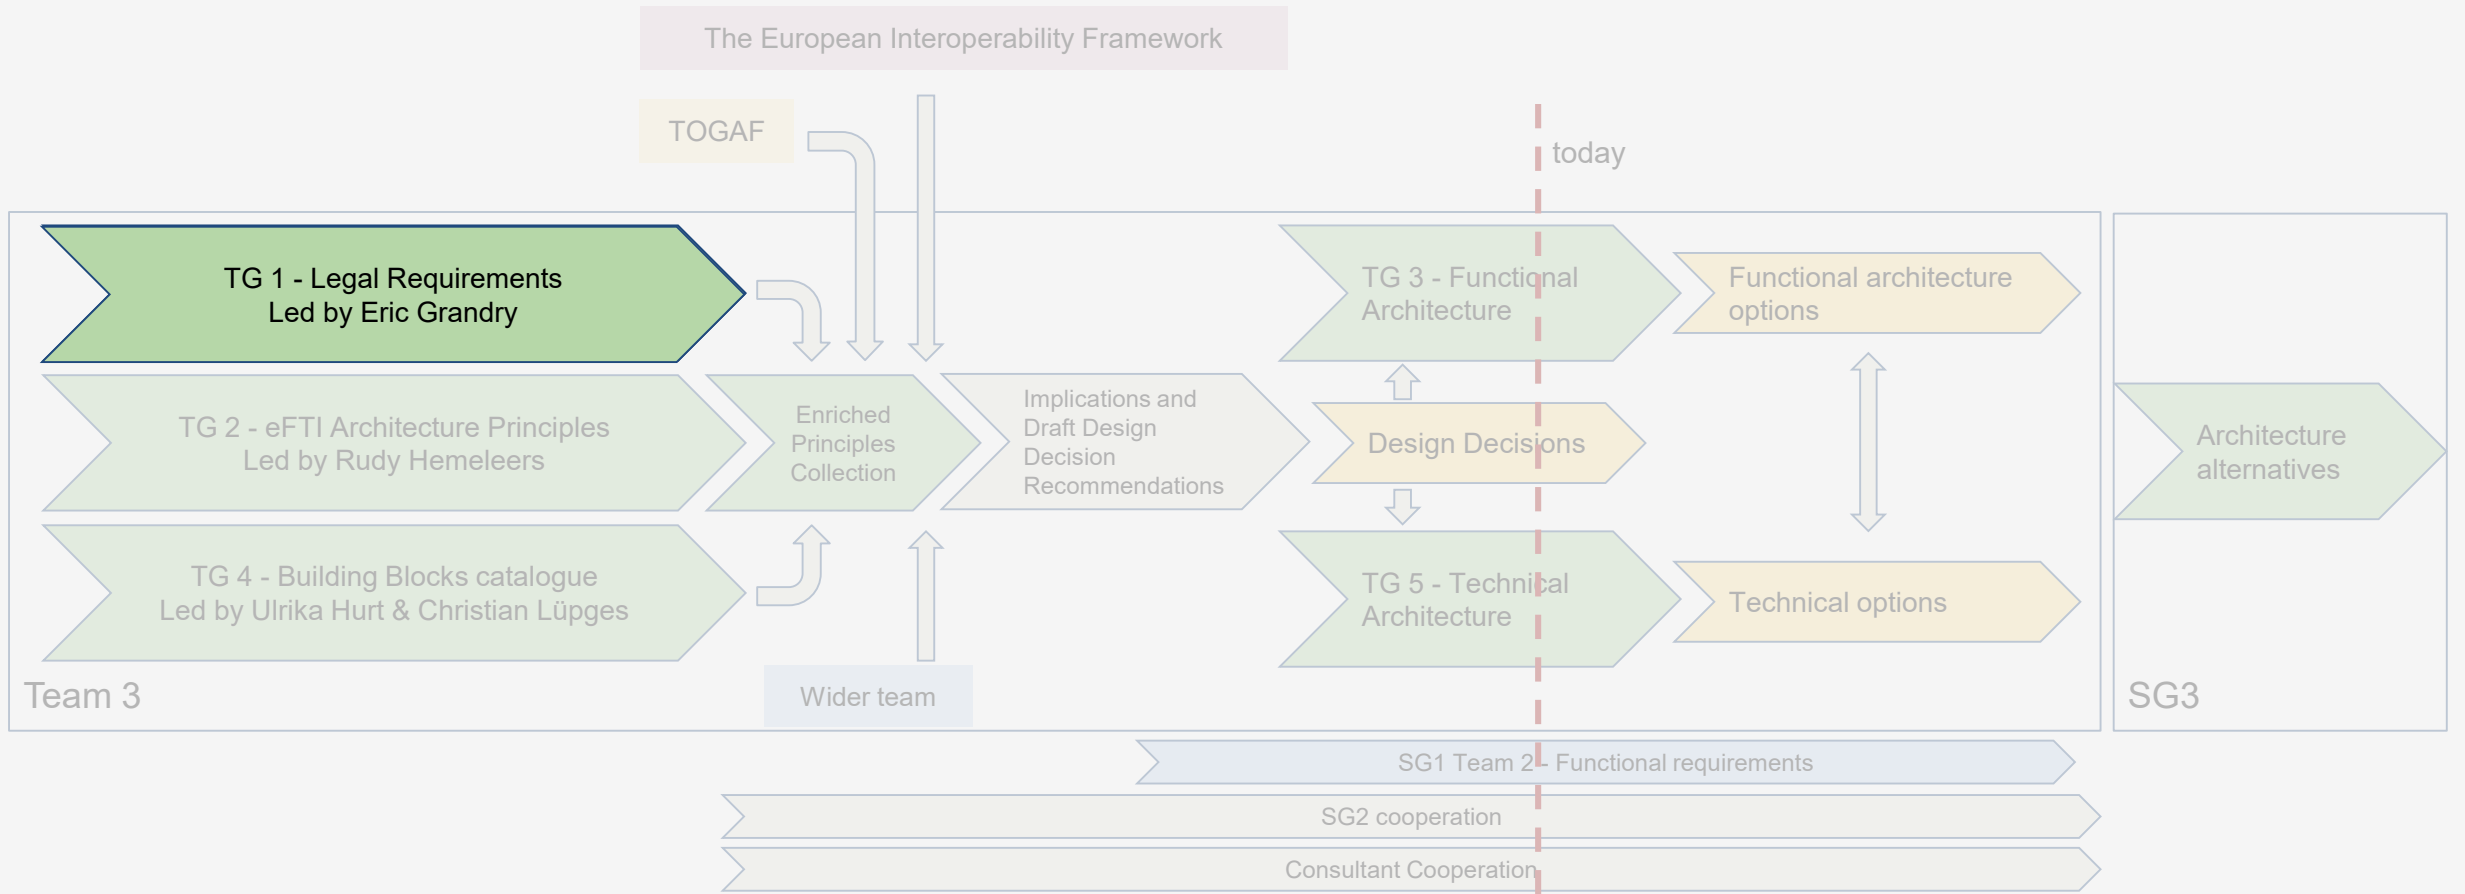 The European Interoperability Framework
TOGAF
today
TG 1 - Legal Requirements
Led by Eric Grandry
TG 2 - eFTI Architecture Principles
Led by Rudy Hemeleers
TG 4 - Building Blocks catalogue
Led by Ulrika Hurt & Christian Lüpges
Enriched
Principles
Collection
Implications and
Draft Design
Decision
Recommendations
TG 3 - Functional
Architecture
Functional architecture
options
Design Decisions
TG 5 - Technical
Architecture
Technical options
Architecture
alternatives
Team 3
Wider team
SG3
SG1 Team 2 - Functional requirements
SG2 cooperation
Consultant Cooperation